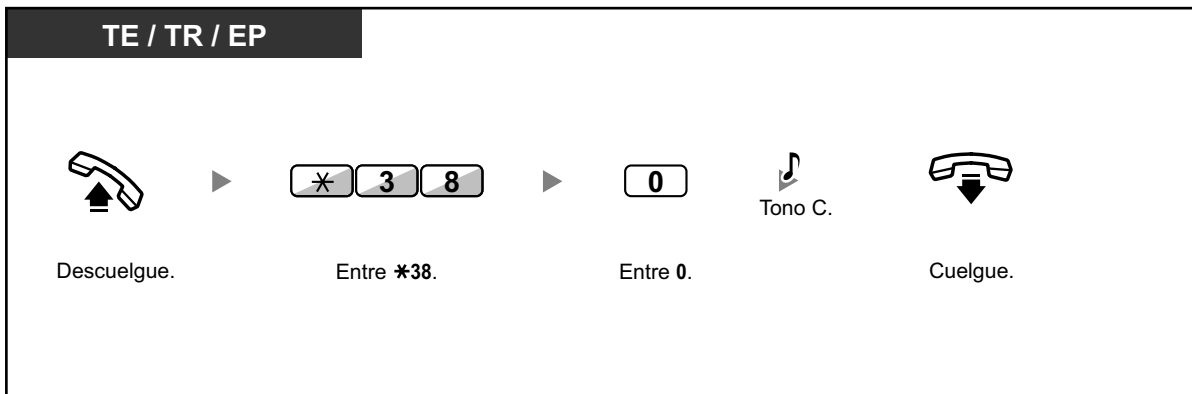 TE / TR / EP
✳ 3 8
0
Tono C.
Descuelgue.
Entre ✳38.
Entre 0.
Cuelgue.